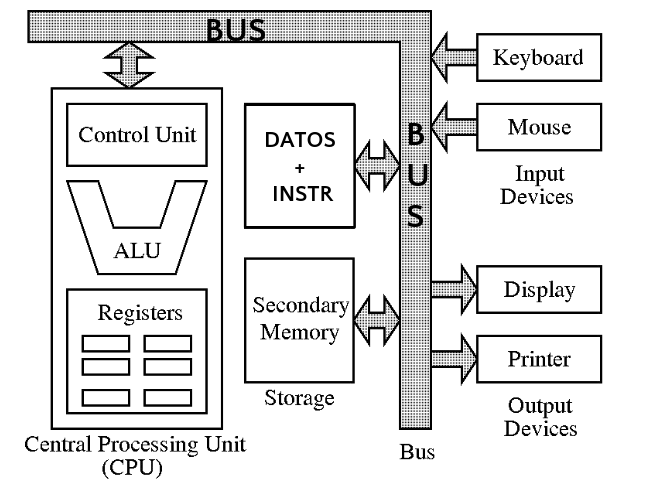 BUS
Control Unit
ALU
Registers
Central Processing Unit
(CPU)
DATOS
+
INSTR
Secondary
Memory
Storage
B
U
S
Bus
Keyboard
Mouse
Input
Devices
Display
Printer
Output
Devices